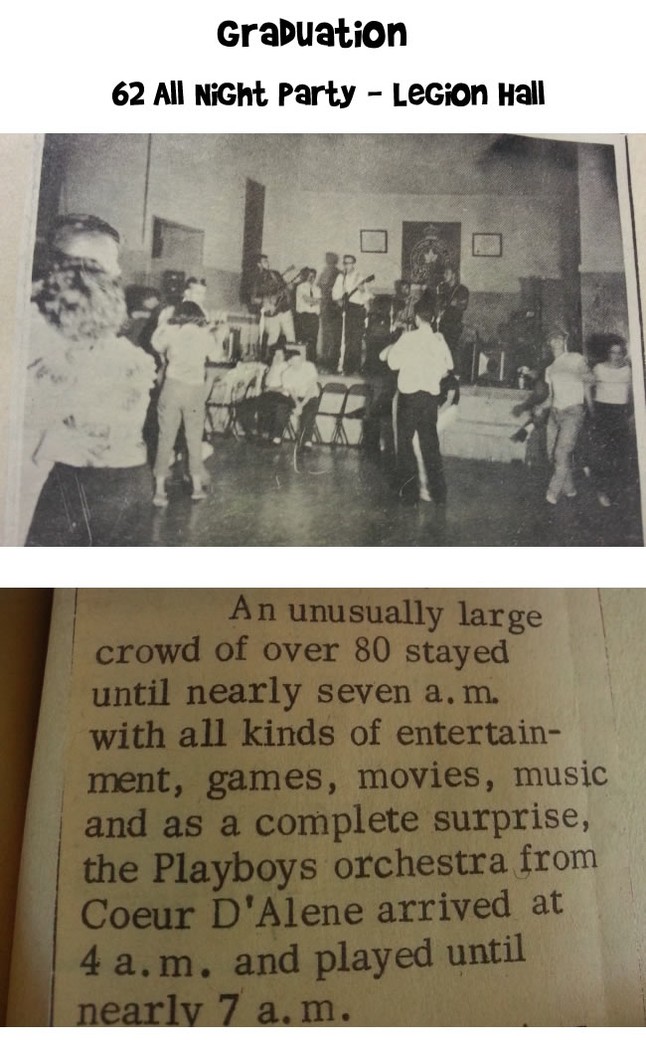 Graduation
62 All Night Party - Legion Hall
An unusually large
crowd of over 80 stayed
until nearly seven a.m.
with all kinds of entertain-
ment, games, movies, music
and as a complete surprise,
the Playboys orchestra from
Coeur D'Alene arrived at
4 a.m. and played until
nearly 7 a.m.